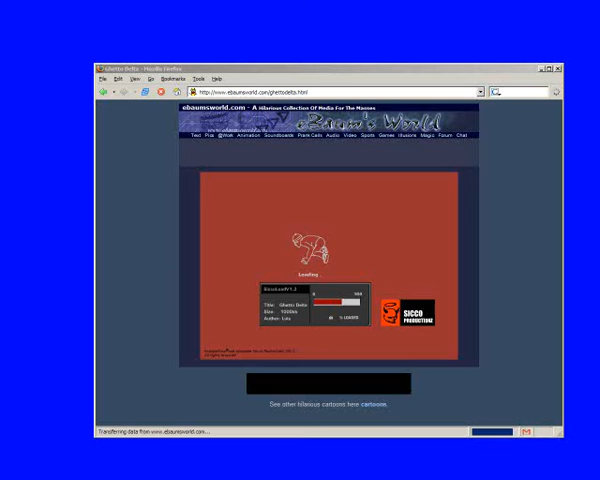 Ghetto Delta - Mozilla Firefox
File Edit View Go Bookmarks Tools Help
http://www.ebaumsworld.com/ghettodelta.html
ebaumsworld.com - A Hilarious Collection Of Media For The Masses
eBaum's World
Text Pics @Work Animation Soundboards Prank Calls Audio Video Sports Games Illusions Magic Forum Chat
Loading
Title: Ghetto Delta
Size:
Author:
SICCO
PRODUCTIONZ
See other hilarious cartoons here cartoons.
Transferring data from www.ebaumsworld.com...